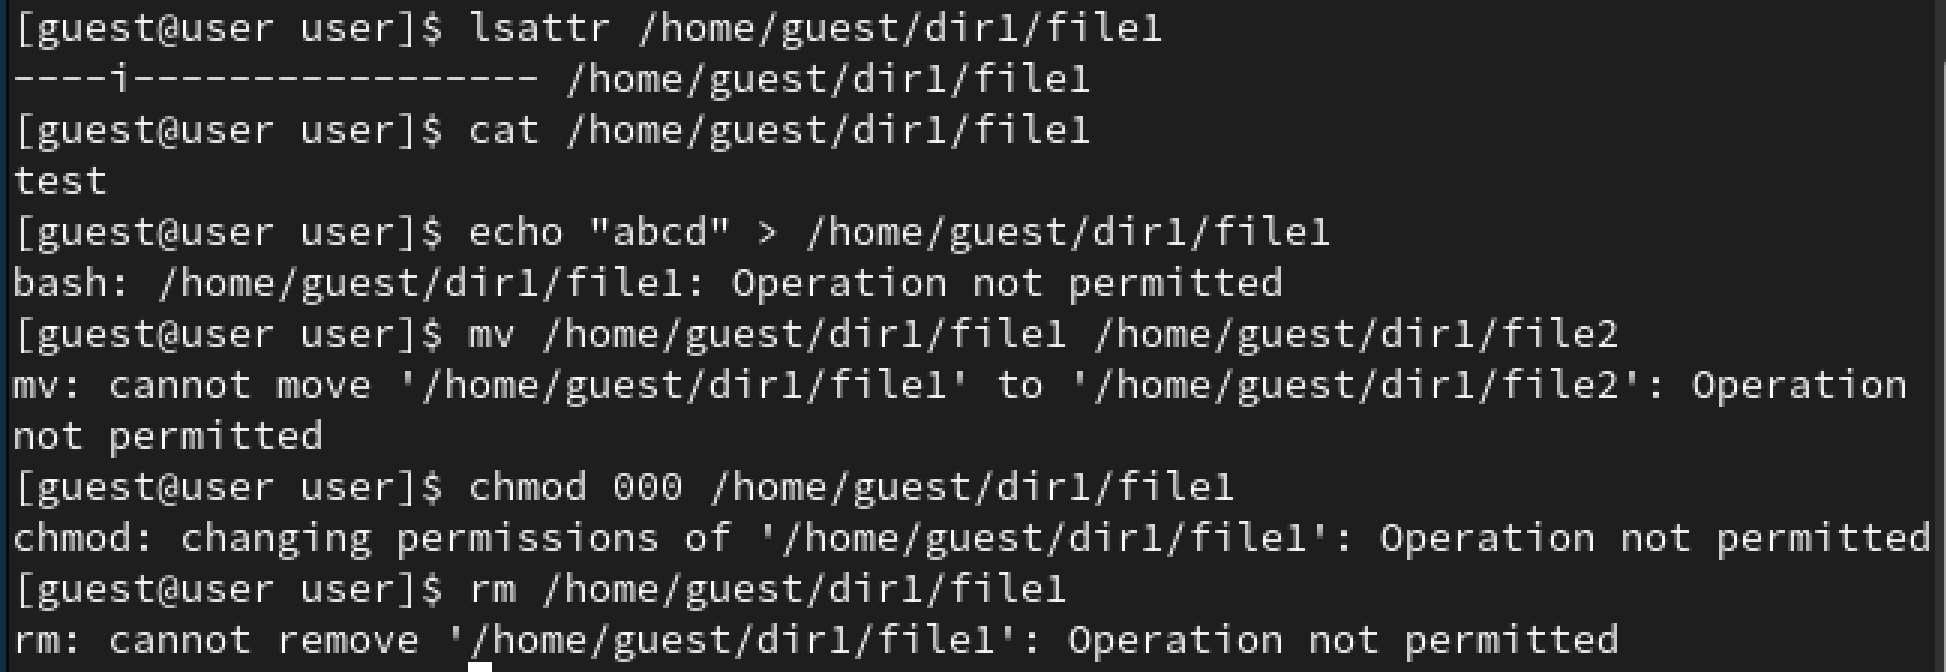 [guest@user user]$ lsattr /home/guest/dir1/file1
----i----------------- /home/guest/dir1/file1
[guest@user user]$ cat /home/guest/dir1/file1
test
[guest@user user]$ echo "abcd" > /home/guest/dir1/file1
bash: /home/guest/dir1/file1: Operation not permitted
[guest@user user]$ mv /home/guest/dir1/file1 /home/guest/dir1/file2
mv: cannot move '/home/guest/dir1/file1' to '/home/guest/dir1/file2': Operation
not permitted
[guest@user user]$ chmod 000 /home/guest/dir1/file1
chmod: changing permissions of '/home/guest/dir1/file1': Operation not permitted
[guest@user user]$ rm /home/guest/dir1/file1
rm: cannot remove '/home/guest/dir1/file1': Operation not permitted